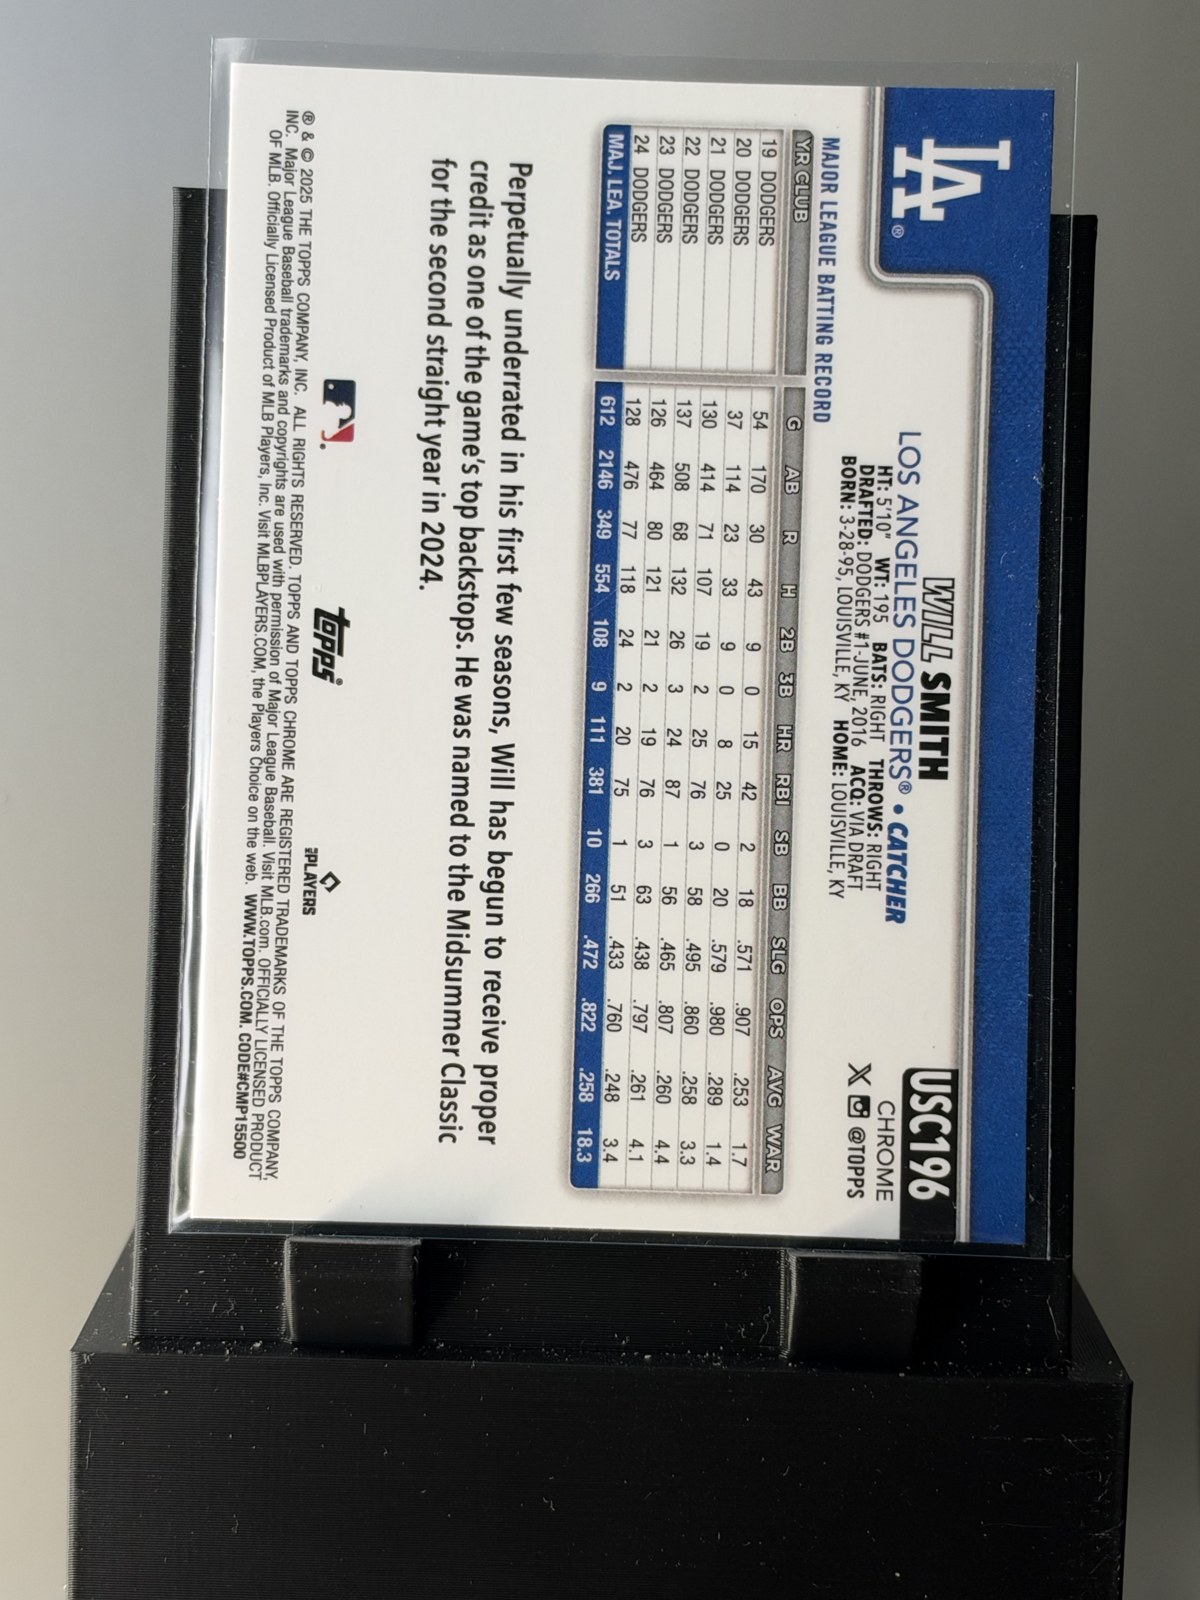 LA®
WILL SMITH
LOS ANGELES DODGERS® • CATCHER
HT: 5'10" WT: 195 BATS: RIGHT THROWS: RIGHT
DRAFTED: DODGERS #1-JUNE, 2016 ACQ: VIA DRAFT
BORN: 3-28-95, LOUISVILLE, KY HOME: LOUISVILLE, KY
USC196
CHROME
X @TOPPS
MAJOR LEAGUE BATTING RECORD
YR CLUB G AB R H 2B 3B HR RBI SB BB SLG OPS AVG WAR
19 DODGERS 54 170 30 43 9 0 15 42 2 18 .571 .907 .253 1.7
20 DODGERS 37 114 23 33 9 0 8 25 0 20 .579 .980 .289 1.4
21 DODGERS 130 414 71 107 19 2 25 76 3 58 .495 .860 .258 3.3
22 DODGERS 137 508 68 132 26 3 24 87 1 56 .465 .807 .260 4.4
23 DODGERS 126 464 80 121 21 2 19 76 3 63 .438 .797 .261 4.1
24 DODGERS 128 476 77 118 24 2 20 75 1 51 .433 .760 .248 3.4
MAJ. LEA. TOTALS 612 2146 349 554 108 9 111 381 10 266 .472 .822 .258 18.3
Perpetually underrated in his first few seasons, Will has begun to receive proper
credit as one of the game's top backstops. He was named to the Midsummer Classic
for the second straight year in 2024.
topps®
MLB PLAYERS
® & © 2025 THE TOPPS COMPANY, INC. ALL RIGHTS RESERVED. TOPPS AND TOPPS CHROME ARE REGISTERED TRADEMARKS OF THE TOPPS COMPANY,
INC. Major League Baseball trademarks and copyrights are used with permission of Major League Baseball. Visit MLB.com. OFFICIALLY LICENSED PRODUCT
OF MLB. Officially Licensed Product of MLB Players, Inc. Visit MLBPLAYERS.COM, the Players Choice on the web. WWW.TOPPS.COM. CODE#CMP15500